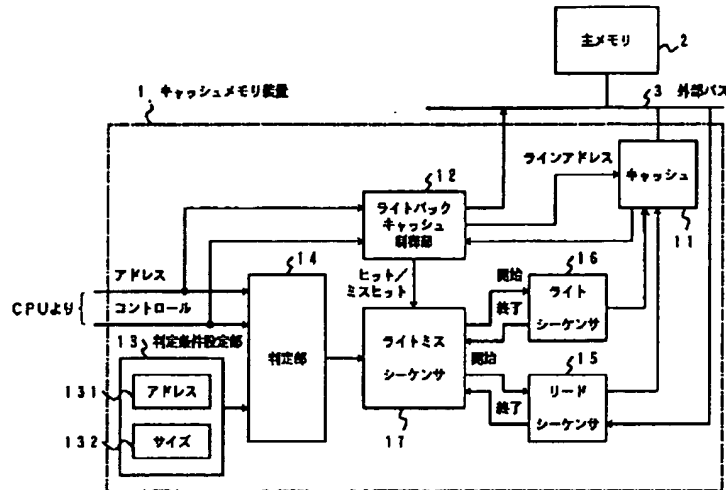 主メモリ
2
1 キャッシュメモリ装置
3 外部バス
ラインアドレス
キャッシュ
11
12
ライトバック
キャッシュ
制御部
14
アドレス
CPUより
コントロール
ヒット/
ミスヒット
開始
16
ライト
シーケンサ
終了
13 判定条件設定部
判定部
ライトミス
シーケンサ
開始
15
リード
シーケンサ
終了
131
アドレス
132
サイズ
17